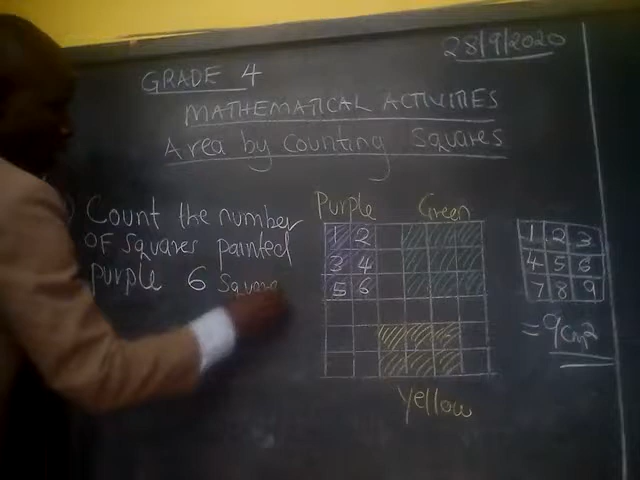 28/9/2020
GRADE 4
MATHEMATICAL ACTIVITIES
Area by Counting Squares
Count the number
OF squares painted
purple 6 Square
Purple Green
1 2
3 4
5 6
Yellow
1 2 3
4 5 6
7 8 9
= 9cm2